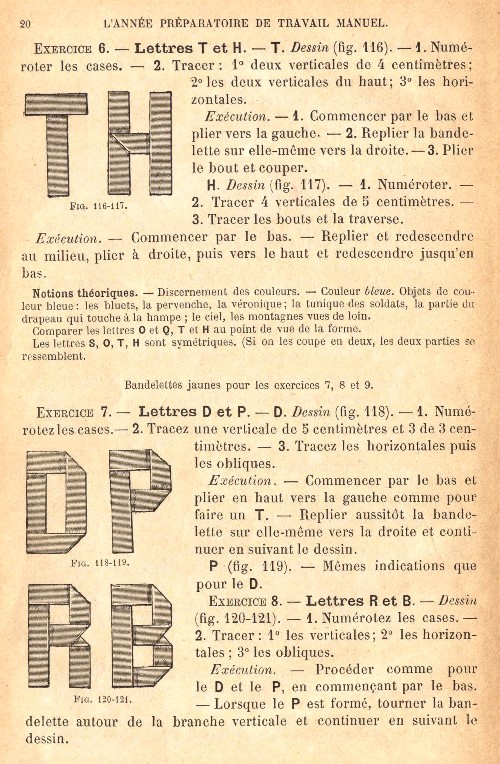 20 L'ANNÉE PRÉPARATOIRE DE TRAVAIL MANUEL.
EXERCICE 6. — Lettres T et H. — T. Dessin (fig. 116). — 1. Numé-
roter les cases. — 2. Tracer : 1° deux verticales de 4 centimètres;
2° les deux verticales du haut; 3° les hori-
zontales.
Exécution. — 1. Commencer par le bas et
plier vers la gauche. — 2. Replier la bande-
lette sur elle-même vers la droite. — 3. Plier
le bout et couper.
H. Dessin (fig. 117). — 1. Numéroter. —
2. Tracer 4 verticales de 5 centimètres. —
3. Tracer les bouts et la traverse.
FIG. 116-117.
Exécution. — Commencer par le bas. — Replier et redescendre
au milieu, plier à droite, puis vers le haut et redescendre jusqu'en
bas.
Notions théoriques. — Discernement des couleurs. — Couleur bleue. Objets de cou-
leur bleue : les bluets, la pervenche, la véronique; la tunique des soldats, la partie du
drapeau qui touche à la hampe; le ciel, les montagnes vues de loin.
Comparer les lettres O et Q, T et H au point de vue de la forme.
Les lettres S, O, T, H sont symétriques. (Si on les coupe en deux, les deux parties se
ressemblent.
Bandelettes jaunes pour les exercices 7, 8 et 9.
EXERCICE 7. — Lettres D et P. — D. Dessin (fig. 118). — 1. Numé-
rotez les cases. — 2. Tracez une verticale de 5 centimètres et 3 de 3 cen-
timètres. — 3. Tracez les horizontales puis
les obliques.
Exécution. — Commencer par le bas et
plier en haut vers la gauche comme pour
faire un T. — Replier aussitôt la bande-
lette sur elle-même vers la droite et conti-
nuer en suivant le dessin.
FIG. 118-119.
P (fig. 119). — Mêmes indications que
pour le D.
EXERCICE 8. — Lettres R et B. — Dessin
(fig. 120-121). — 1. Numérotez les cases. —
2. Tracer : 1° les verticales; 2° les horizon-
tales; 3° les obliques.
Exécution. — Procéder comme pour
le D et le P, en commençant par le bas.
— Lorsque le P est formé, tourner la ban-
FIG. 120-121.
delette autour de la branche verticale et continuer en suivant le
dessin.